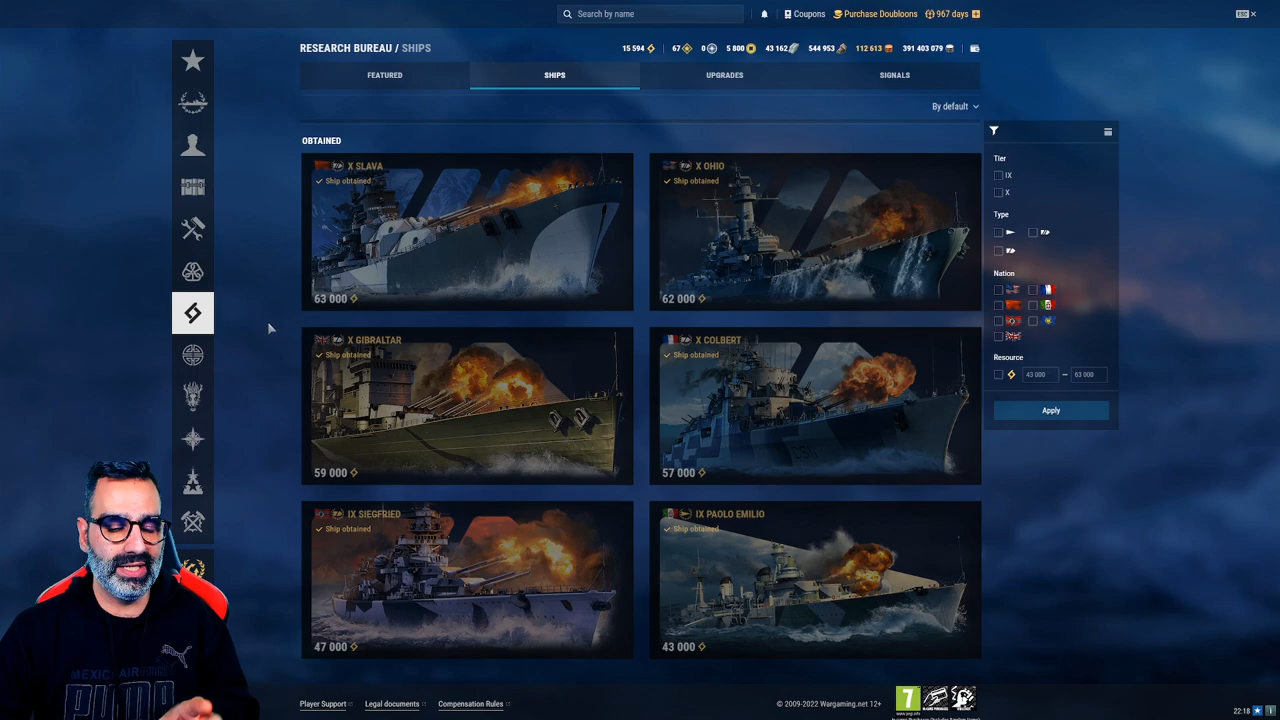 Search by name
Coupons
Purchase Doubloons
967 days
ESC
RESEARCH BUREAU / SHIPS
15 594
67
0
5 800
43 162
544 953
112 613
391 403 079
FEATURED
SHIPS
UPGRADES
SIGNALS
By default
OBTAINED
X SLAVA
Ship obtained
63 000
X OHIO
Ship obtained
62 000
X GIBRALTAR
Ship obtained
59 000
X COLBERT
Ship obtained
57 000
IX SIEGFRIED
Ship obtained
47 000
IX PAOLO EMILIO
Ship obtained
43 000
Tier
IX
X
Type
Nation
Resource
43 000 – 63 000
Apply
MEXIC AIR
PUMA
Player Support
Legal documents
Compensation Rules
© 2009-2022 Wargaming.net 12+
7
22:18